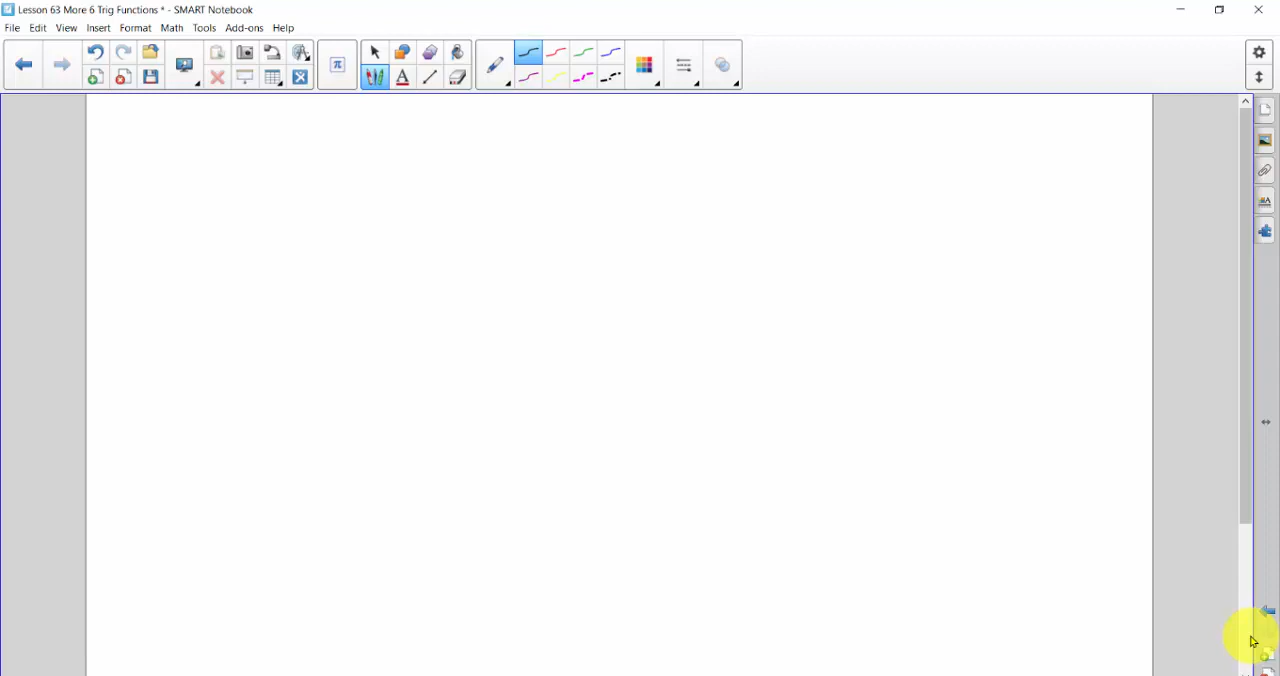 Lesson 63 More 6 Trig Functions * - SMART Notebook
File Edit View Insert Format Math Tools Add-ons Help
π
A
A